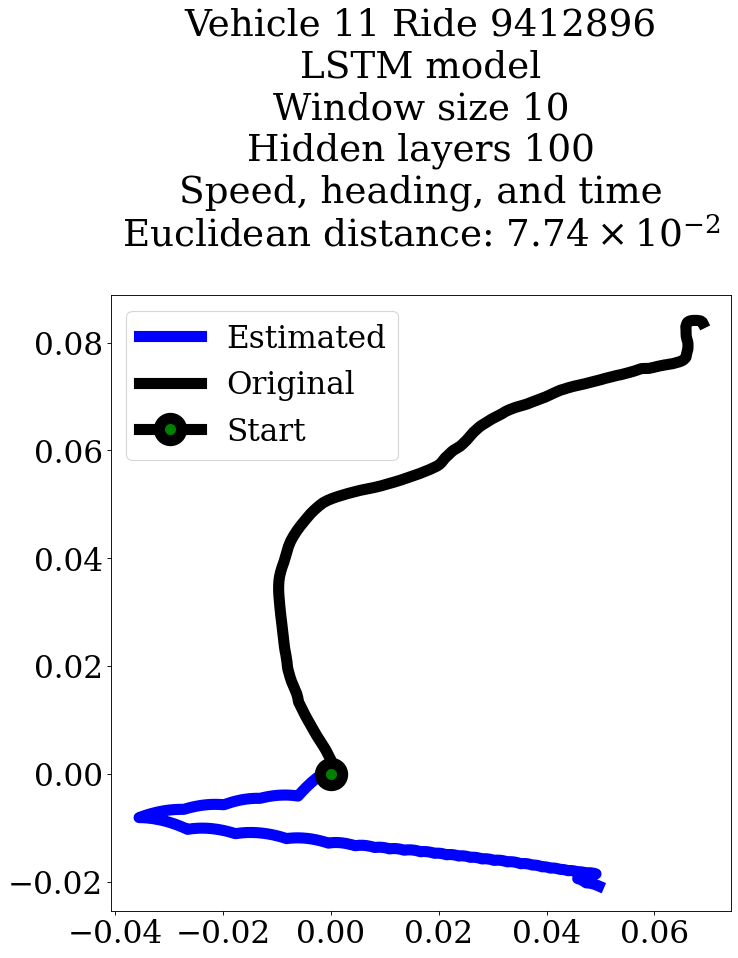 Vehicle 11 Ride 9412896
LSTM model
Window size 10
Hidden layers 100
Speed, heading, and time
Euclidean distance: 7.74 × 10⁻²
Estimated
Original
Start
0.08
0.06
0.04
0.02
0.00
−0.02
−0.04 −0.02 0.00 0.02 0.04 0.06